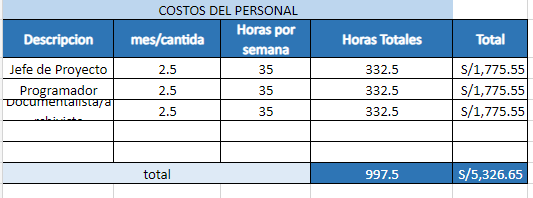 COSTOS DEL PERSONAL
Descripcion mes/cantida Horas por semana Horas Totales Total
Jefe de Proyecto 2.5 35 332.5 S/1,775.55
Programador 2.5 35 332.5 S/1,775.55
Documentalista/a rchivista 2.5 35 332.5 S/1,775.55
total 997.5 S/5,326.65